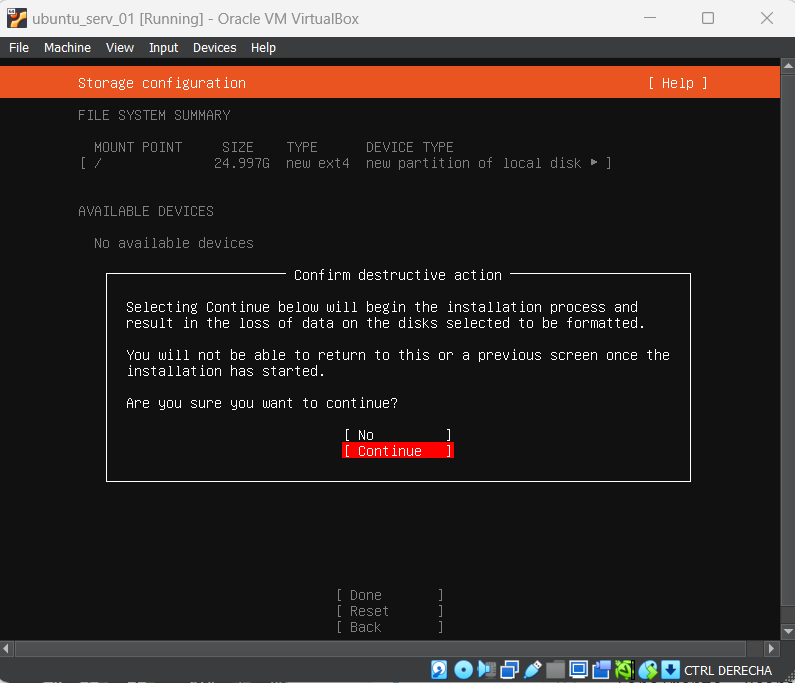 ubuntu_serv_01 [Running] - Oracle VM VirtualBox
File Machine View Input Devices Help
Storage configuration [ Help ]
FILE SYSTEM SUMMARY
MOUNT POINT SIZE TYPE DEVICE TYPE
[ / 24.997G new ext4 new partition of local disk ▸ ]
AVAILABLE DEVICES
No available devices
Confirm destructive action
Selecting Continue below will begin the installation process and
result in the loss of data on the disks selected to be formatted.
You will not be able to return to this or a previous screen once the
installation has started.
Are you sure you want to continue?
[ No ]
[ Continue ]
[ Done ]
[ Reset ]
[ Back ]
CTRL DERECHA